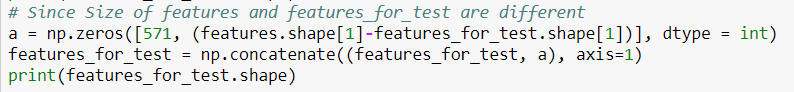 # Since Size of features and features_for_test are different
a = np.zeros([571, (features.shape[1]-features_for_test.shape[1])], dtype = int)
features_for_test = np.concatenate((features_for_test, a), axis=1)
print(features_for_test.shape)